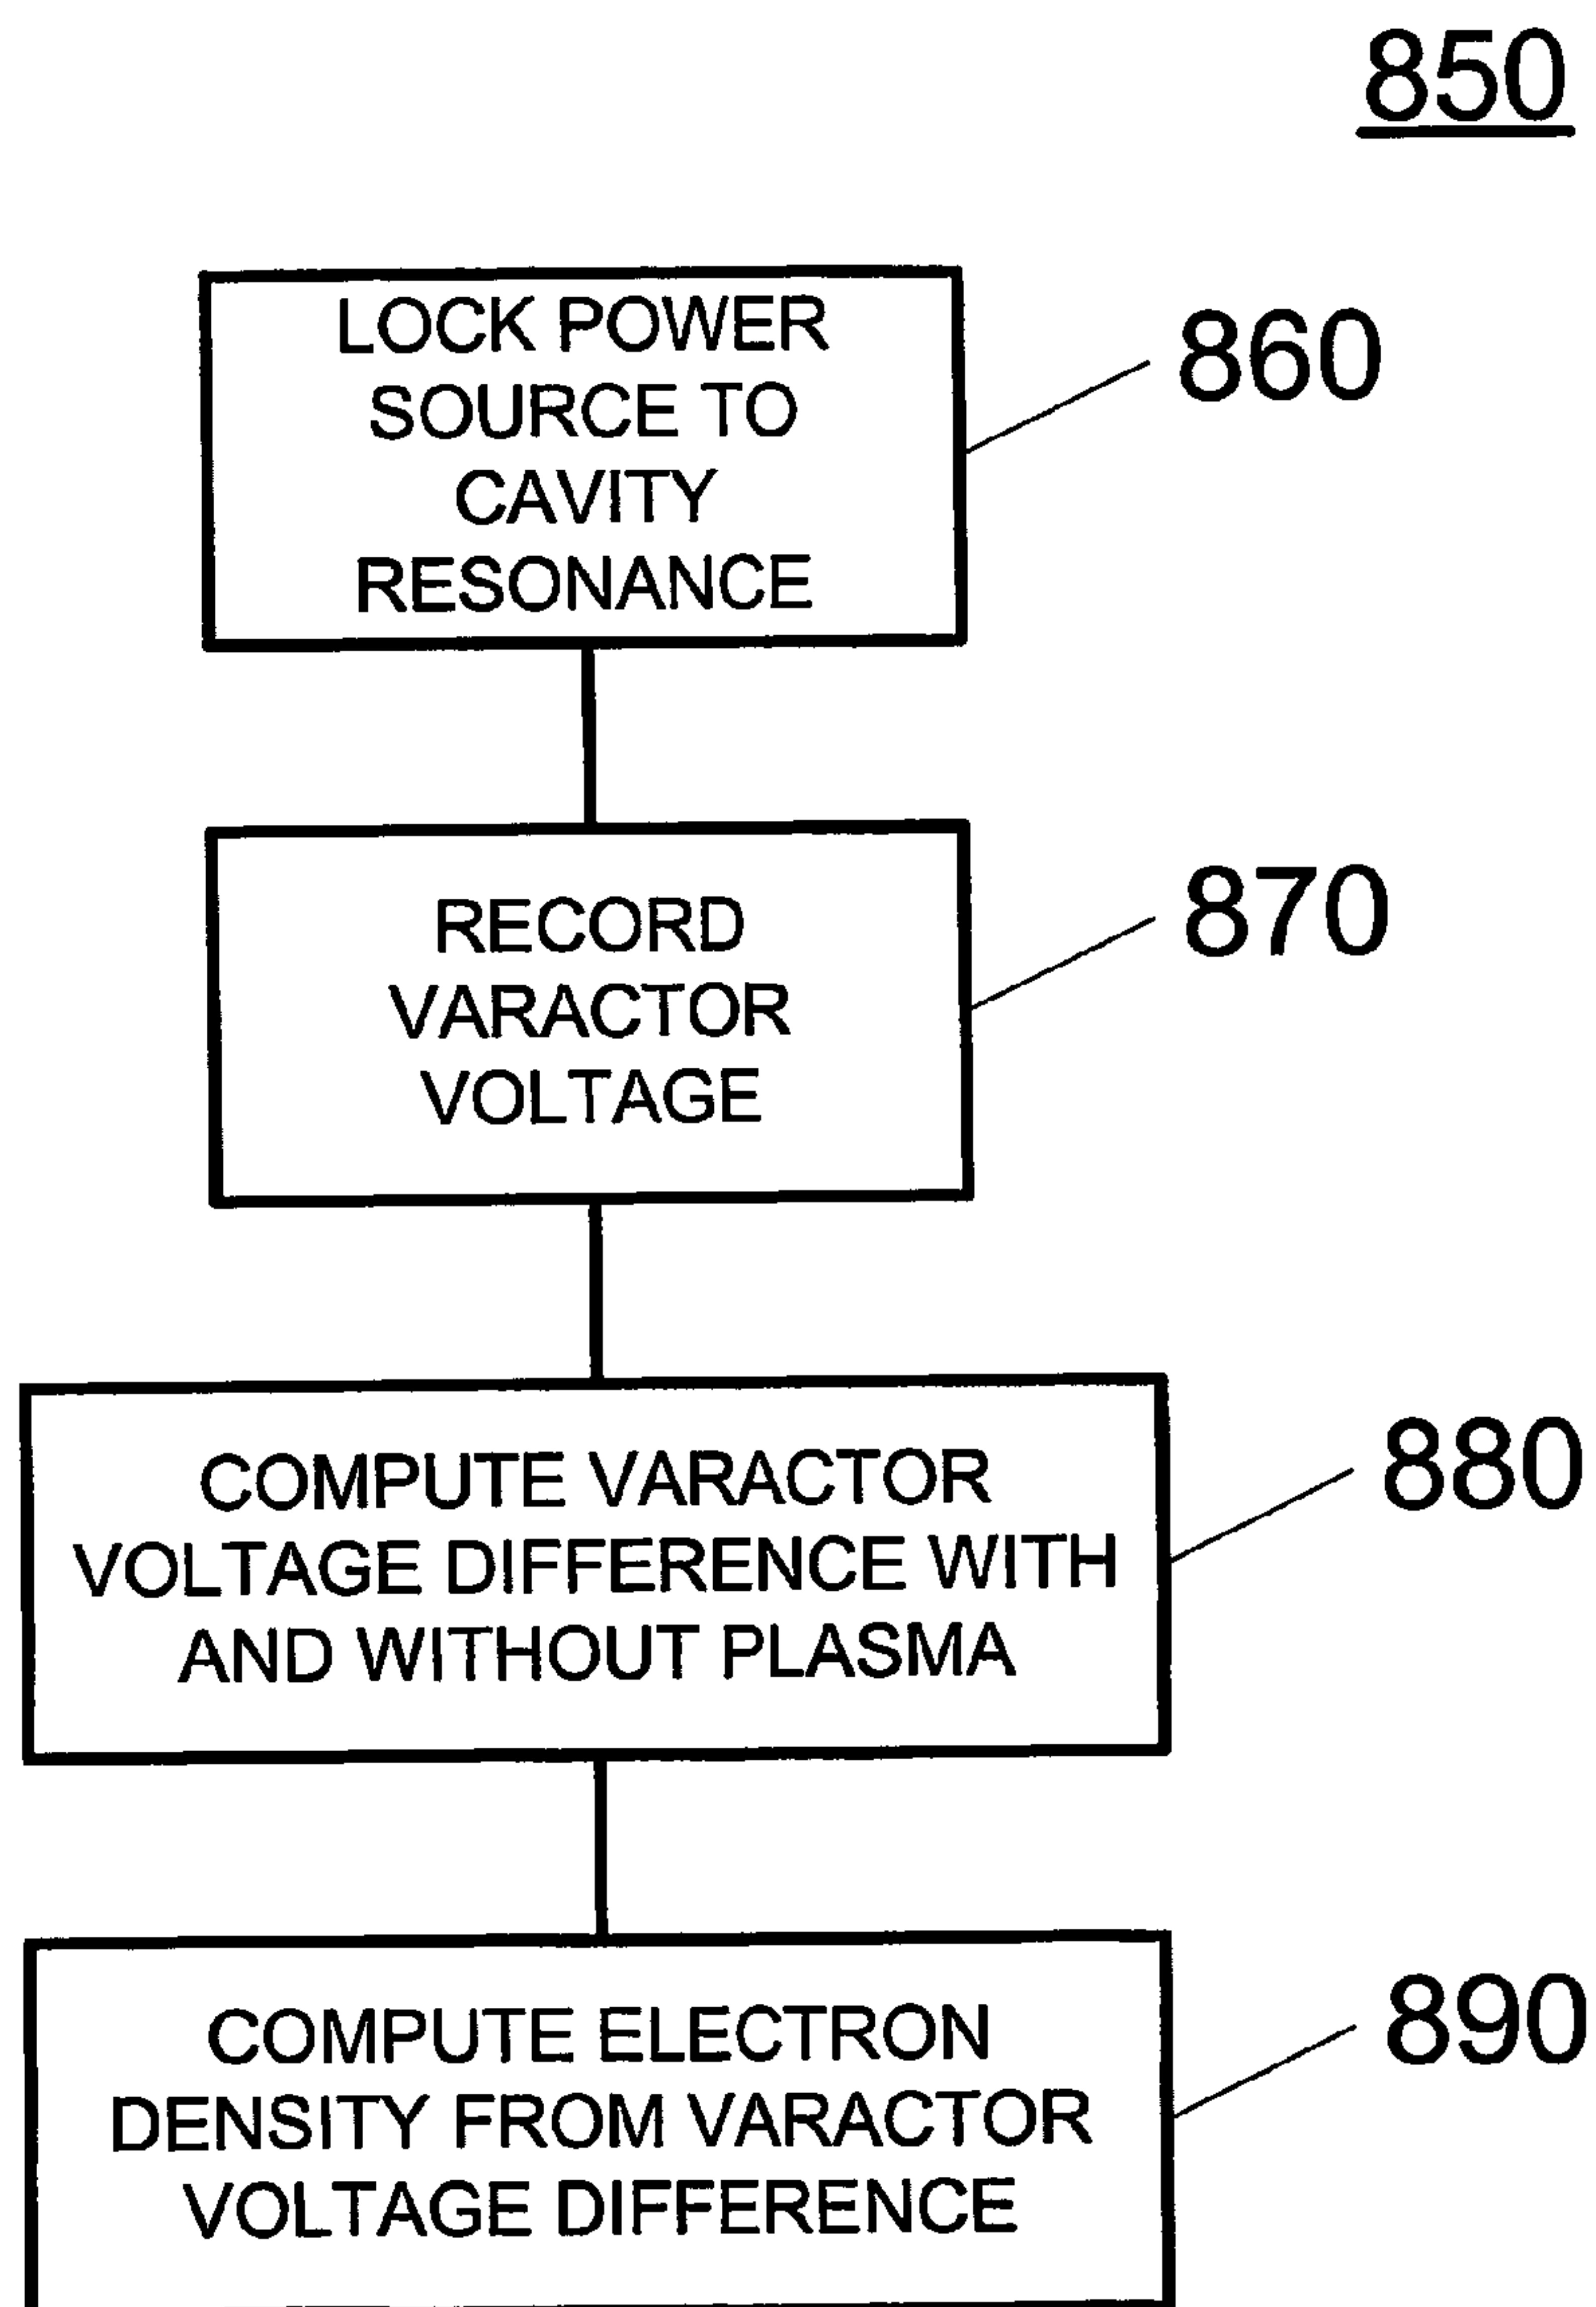 850
LOCK POWER
SOURCE TO
CAVITY
RESONANCE
860
RECORD
VARACTOR
VOLTAGE
870
COMPUTE VARACTOR
VOLTAGE DIFFERENCE WITH
AND WITHOUT PLASMA
880
COMPUTE ELECTRON
DENSITY FROM VARACTOR
VOLTAGE DIFFERENCE
890